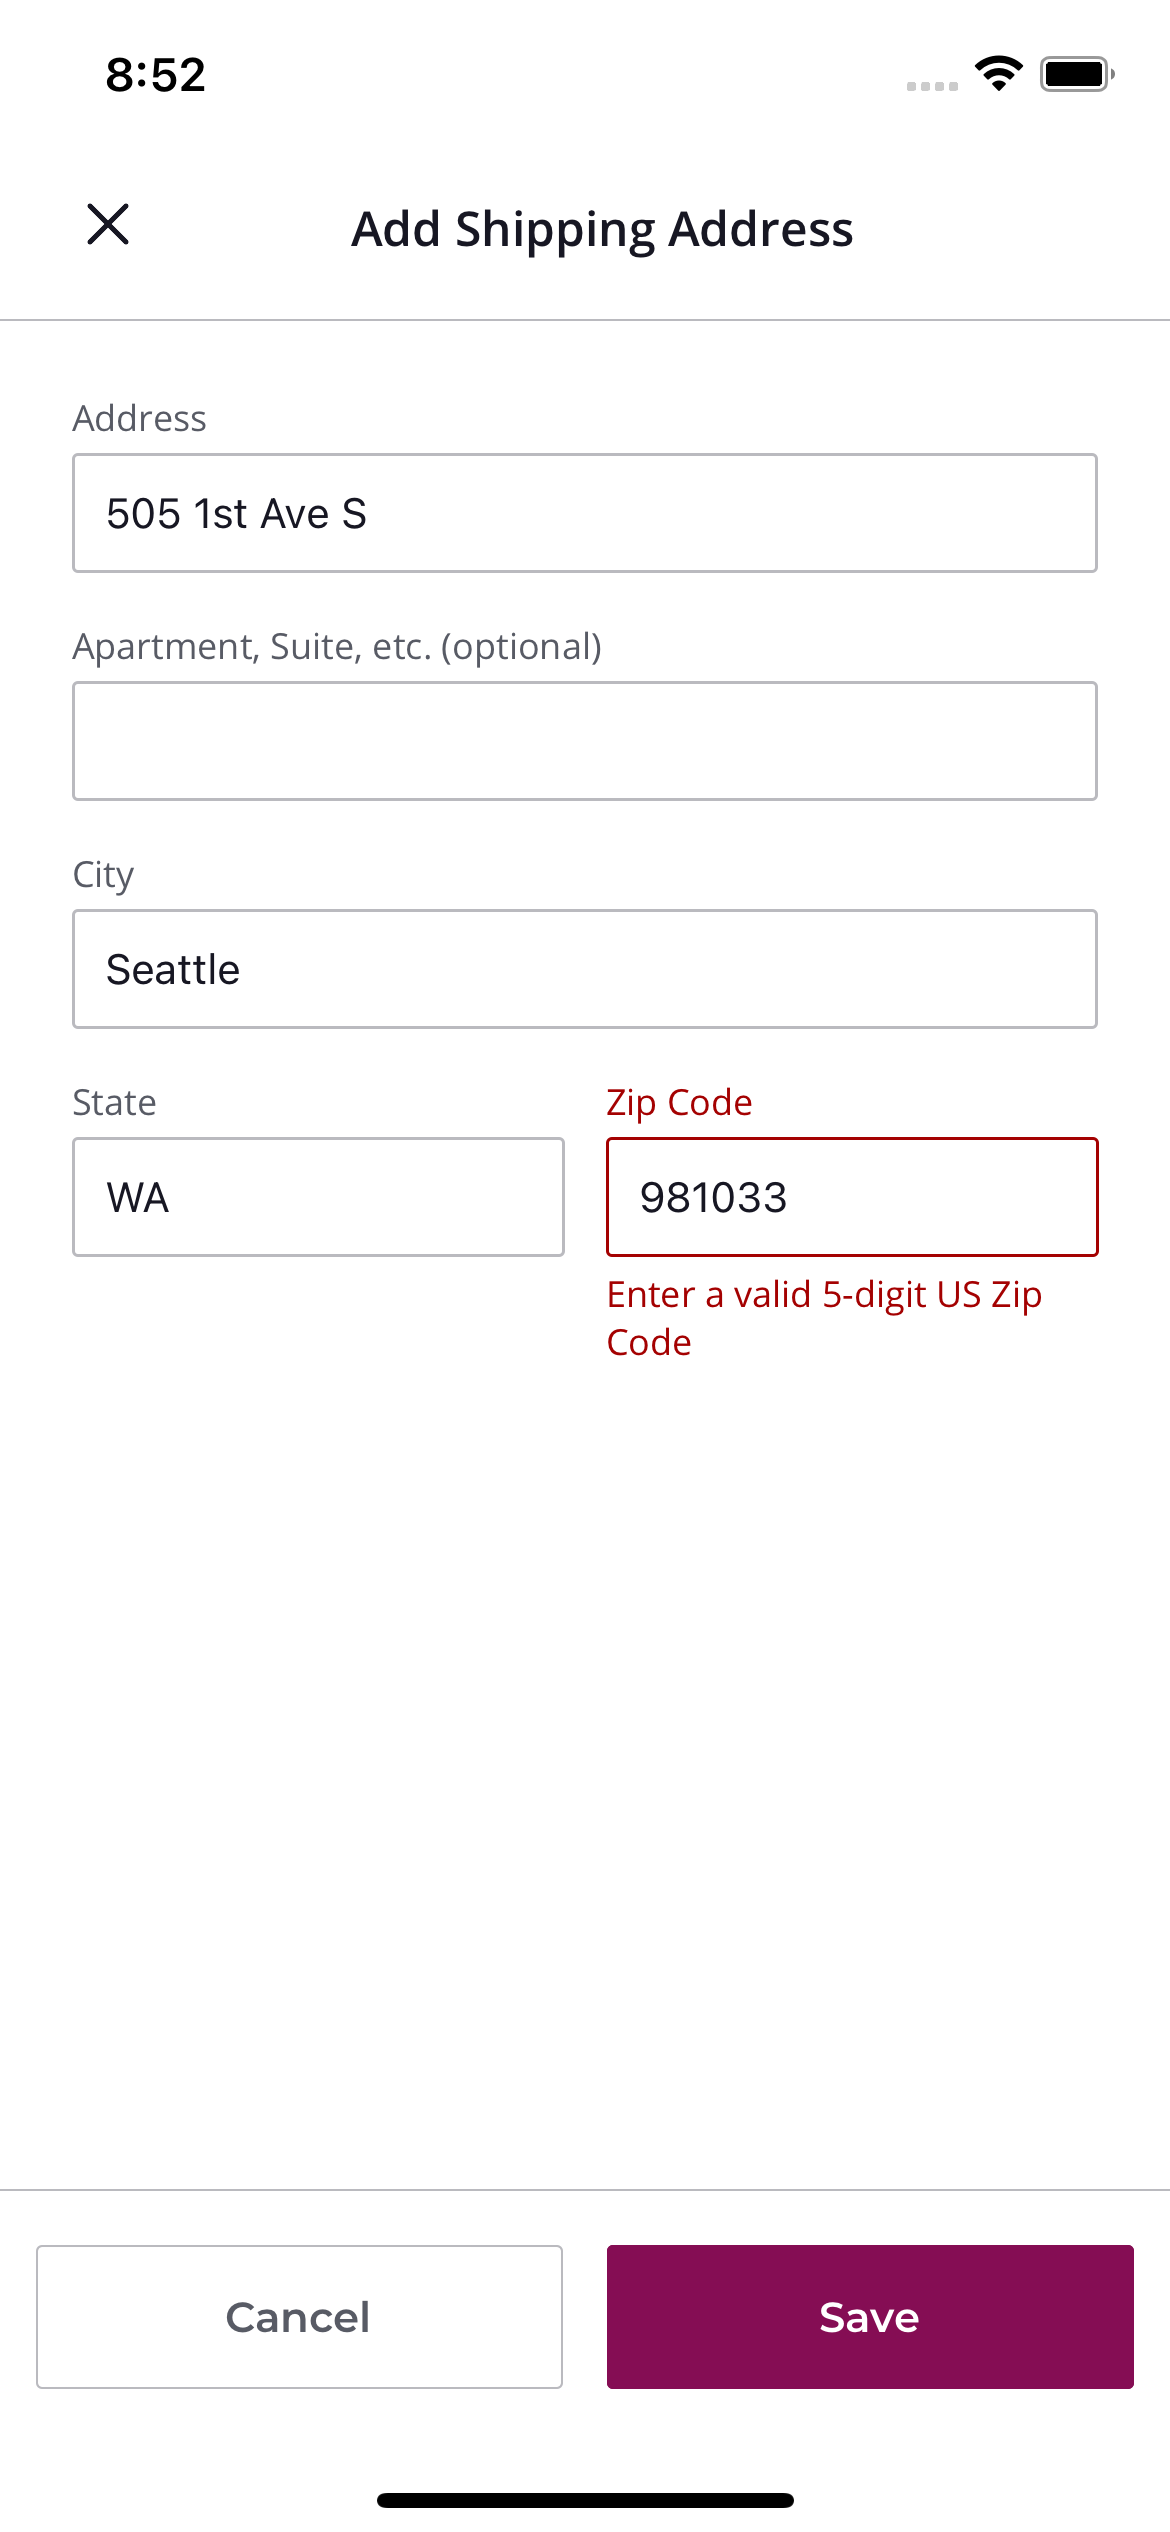 8:52
Add Shipping Address
Address
505 1st Ave S
Apartment, Suite, etc. (optional)
City
Seattle
State
Zip Code
WA
981033
Enter a valid 5-digit US Zip
Code
Cancel
Save